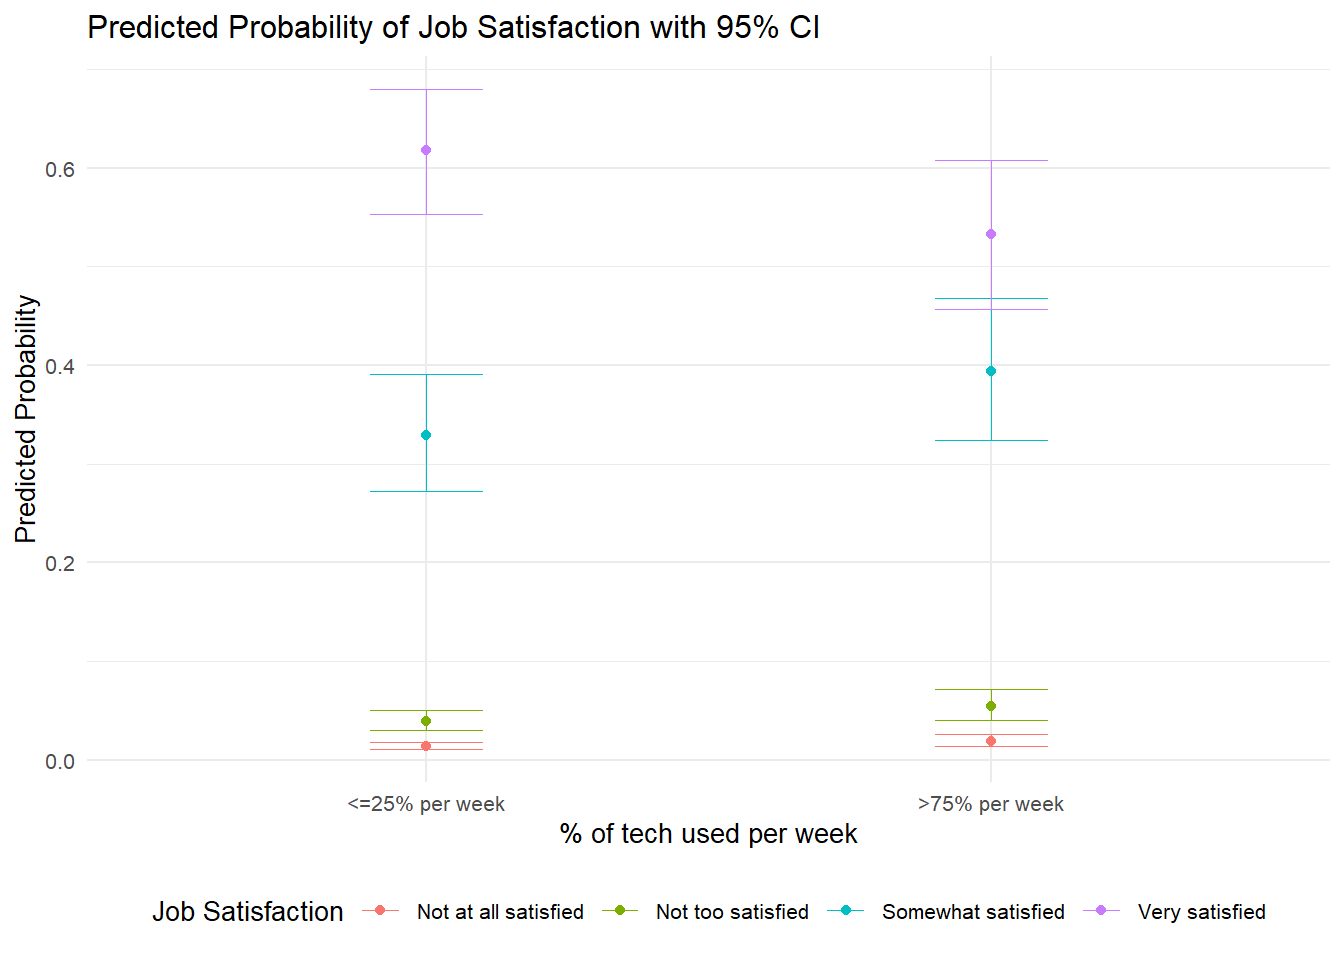 Predicted Probability of Job Satisfaction with 95% CI
Predicted Probability
0.6
0.4
0.2
0.0
<=25% per week
>75% per week
% of tech used per week
Job Satisfaction Not at all satisfied Not too satisfied Somewhat satisfied Very satisfied